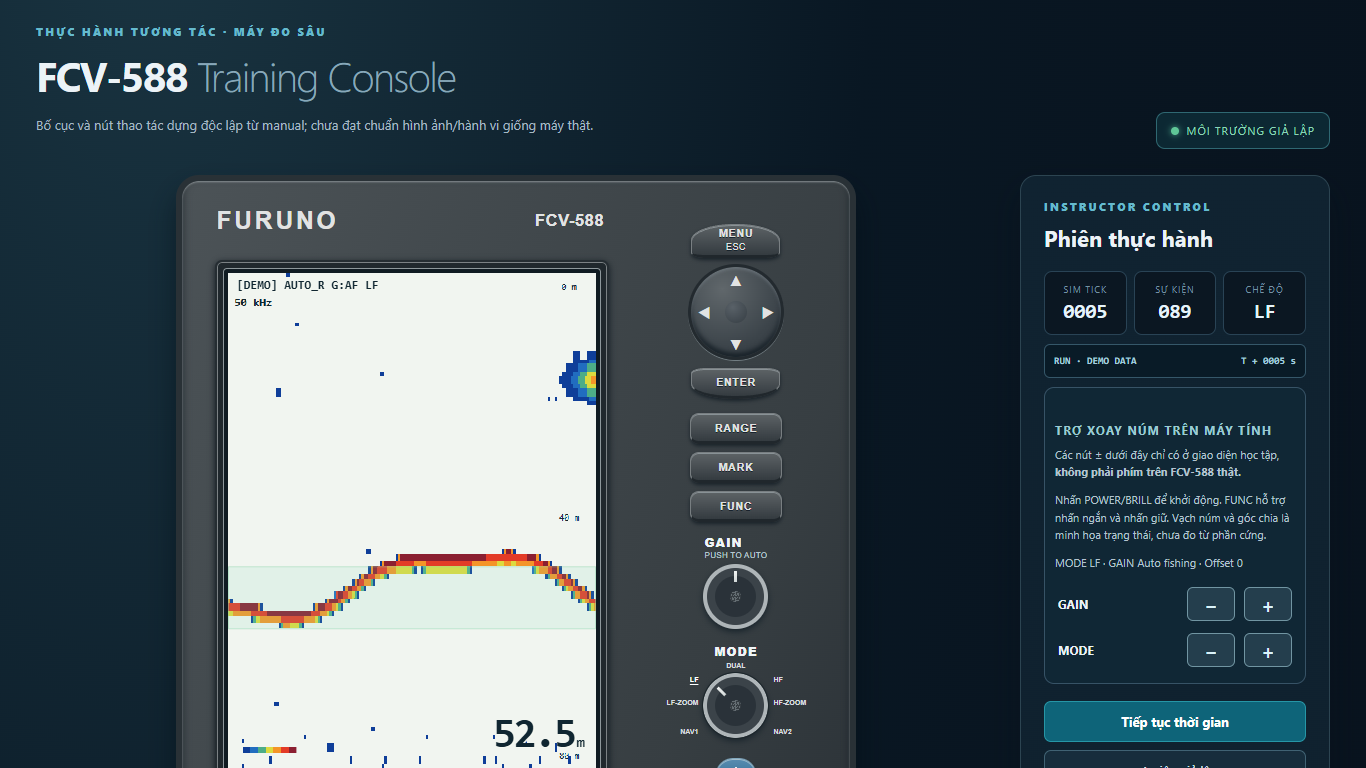 THỰC HÀNH TƯƠNG TÁC · MÁY ĐO SÂU
FCV-588 Training Console
Bố cục và nút thao tác dựng độc lập từ manual; chưa đạt chuẩn hình ảnh/hành vi giống máy thật.
MÔI TRƯỜNG GIẢ LẬP
FURUNO
FCV-588
[DEMO] AUTO_R G:AF LF
0 m
50 kHz
40 m
52.5m
80 m
MENU
ESC
ENTER
RANGE
MARK
FUNC
GAIN
PUSH TO AUTO
MODE
DUAL
LF
HF
LF-ZOOM
HF-ZOOM
NAV1
NAV2
INSTRUCTOR CONTROL
Phiên thực hành
SIM TICK
0005
SỰ KIỆN
089
CHẾ ĐỘ
LF
RUN · DEMO DATA
T + 0005 s
TRỢ XOAY NÚM TRÊN MÁY TÍNH
Các nút ± dưới đây chỉ có ở giao diện học tập,
không phải phím trên FCV-588 thật.
Nhấn POWER/BRILL để khởi động. FUNC hỗ trợ
nhấn ngắn và nhấn giữ. Vạch núm và góc chia là
minh họa trạng thái, chưa đo từ phần cứng.
MODE LF · GAIN Auto fishing · Offset 0
GAIN
−
+
MODE
−
+
Tiếp tục thời gian